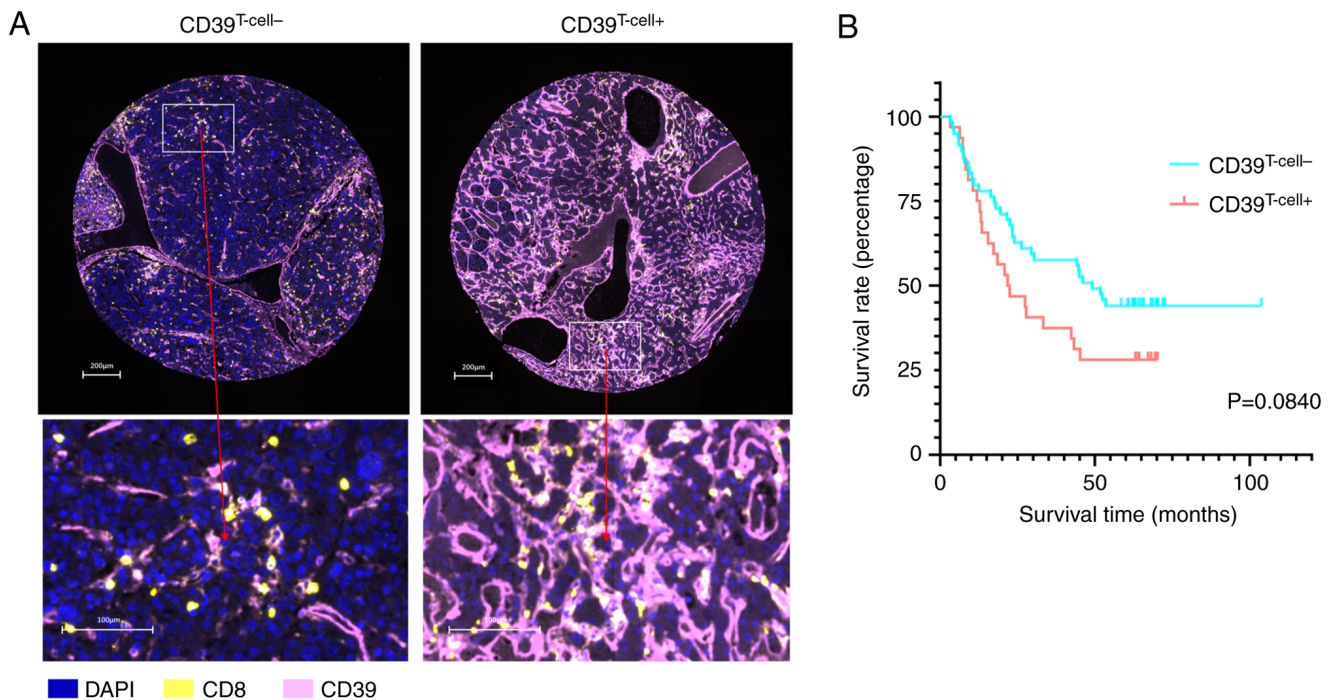 A
CD39T-cell–
CD39T-cell+
200µm
200µm
100µm
100µm
DAPI
CD8
CD39
B
100
75
50
25
0
Survival rate (percentage)
CD39T-cell–
CD39T-cell+
P=0.0840
0
50
100
Survival time (months)